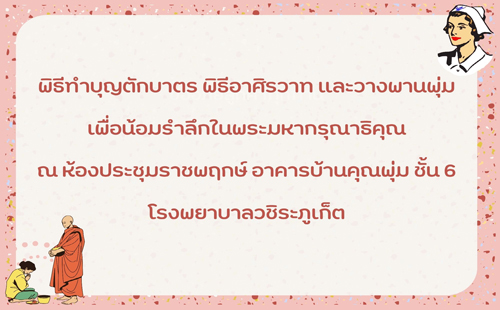 พิธีทำบุญตักบาตร พิธีอาศิรวาท และวางพานพุ่ม
เพื่อน้อมรำลึกในพระมหากรุณาธิคุณ
ณ ห้องประชุมราชพฤกษ์ อาคารบ้านคุณพุ่ม ชั้น 6
โรงพยาบาลวชิระภูเก็ต